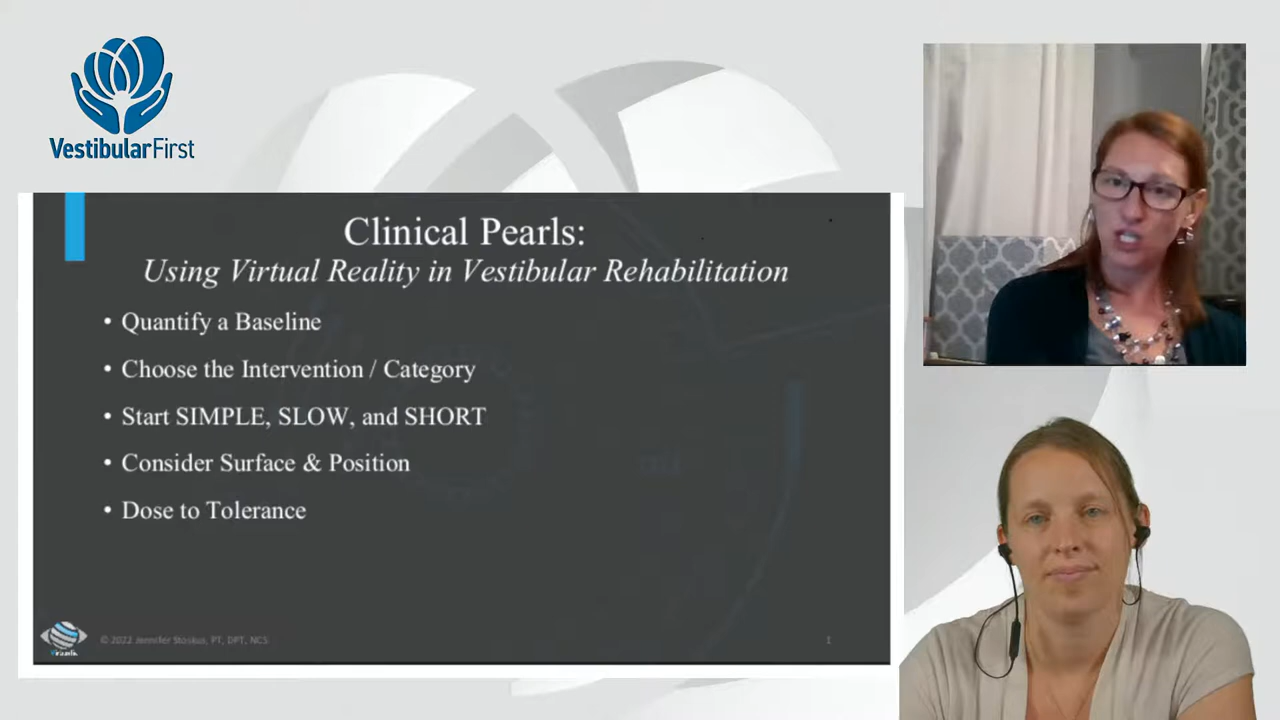 VestibularFirst
Clinical Pearls:
Using Virtual Reality in Vestibular Rehabilitation
• Quantify a Baseline
• Choose the Intervention / Category
• Start SIMPLE, SLOW, and SHORT
• Consider Surface & Position
• Dose to Tolerance
© 2022 Jennifer Stoskus, PT, DPT, NCS
1